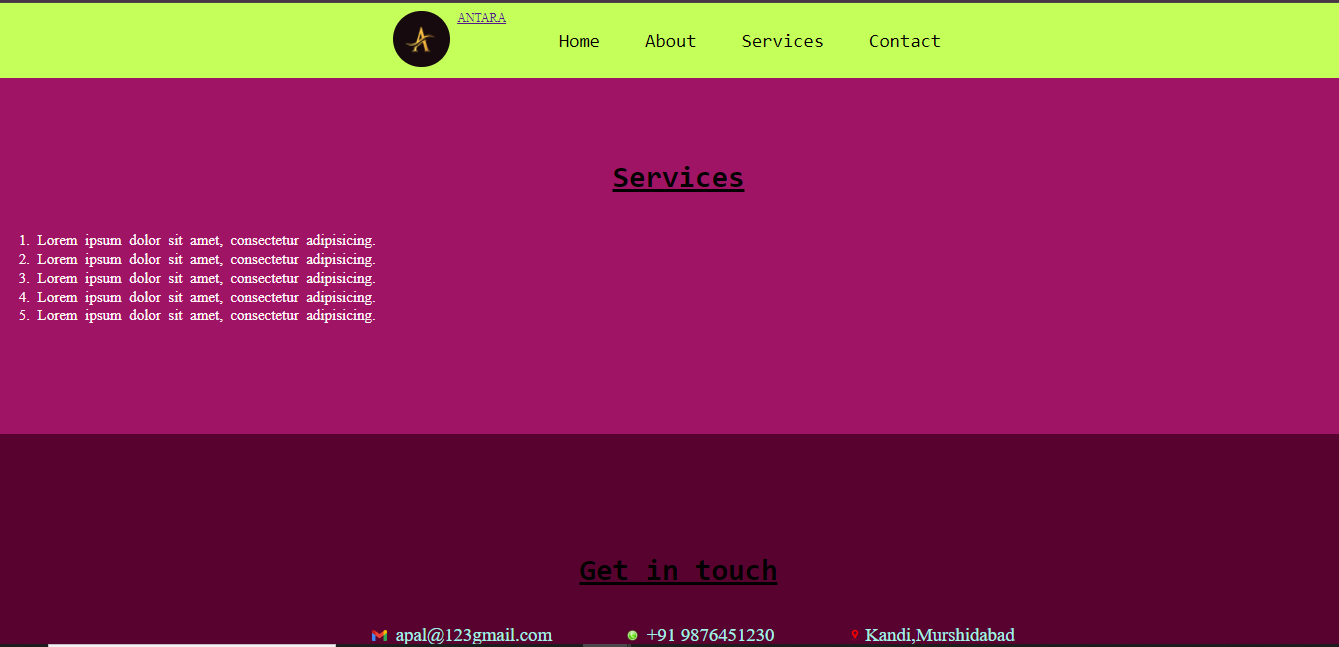 ANTARA
Home About Services Contact
Services
1. Lorem ipsum dolor sit amet, consectetur adipisicing.
2. Lorem ipsum dolor sit amet, consectetur adipisicing.
3. Lorem ipsum dolor sit amet, consectetur adipisicing.
4. Lorem ipsum dolor sit amet, consectetur adipisicing.
5. Lorem ipsum dolor sit amet, consectetur adipisicing.
Get in touch
apal@123gmail.com +91 9876451230 Kandi,Murshidabad